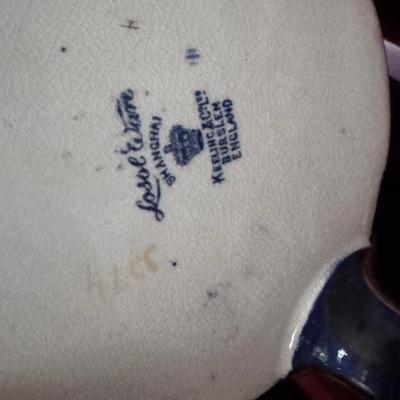 Losol Ware
SHANGHAI
KEELING & CO LTD
BURSLEM
ENGLAND